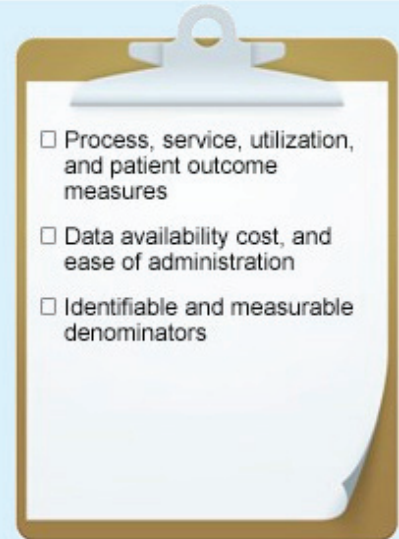 ☐ Process, service, utilization,
and patient outcome
measures
☐ Data availability cost, and
ease of administration
☐ Identifiable and measurable
denominators